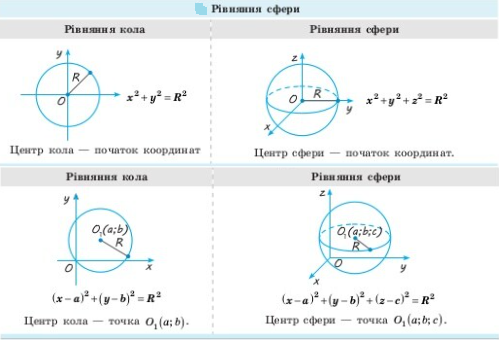 Рівняння сфери
Рівняння кола
Рівняння сфери
y
R
O
x² + y² = R²
z
O
R
y
x
x² + y² + z² = R²
Центр кола — початок координат
Центр сфери — початок координат.
Рівняння кола
Рівняння сфери
y
O₁(a;b)
R
O
x
z
O₁(a;b;c)
R
O
y
x
(x − a)² + (y − b)² = R²
(x − a)² + (y − b)² + (z − c)² = R²
Центр кола — точка O₁(a; b).
Центр сфери — точка O₁(a; b; c).